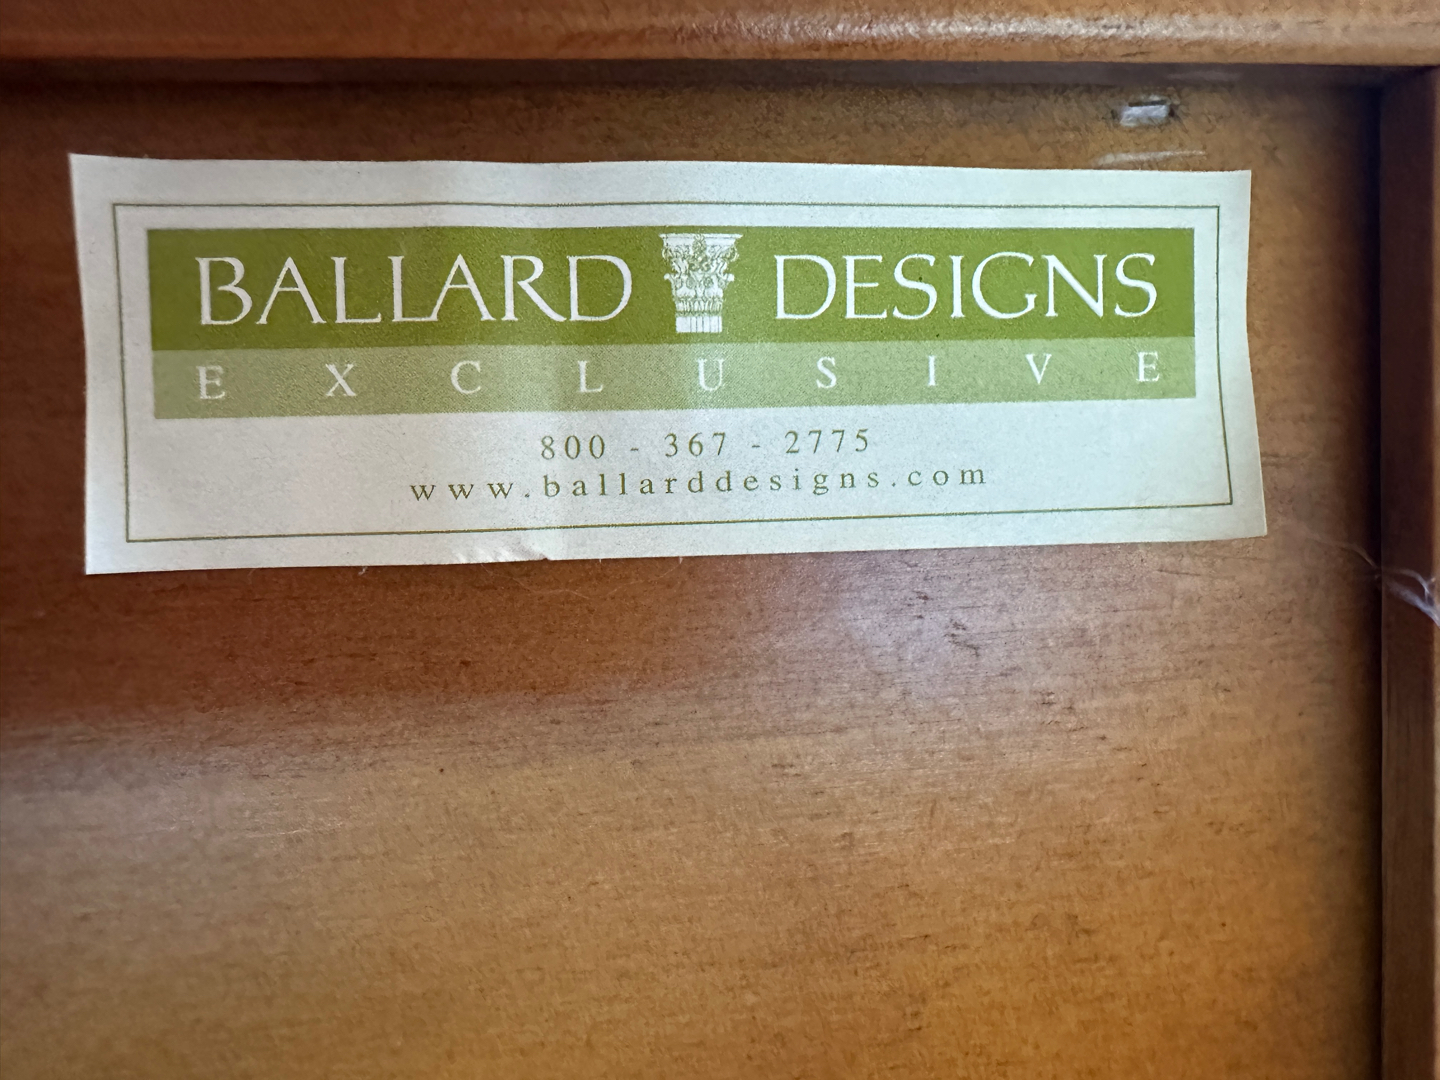 BALLARD DESIGNS
EXCLUSIVE
800 - 367 - 2775
www.ballarddesigns.com